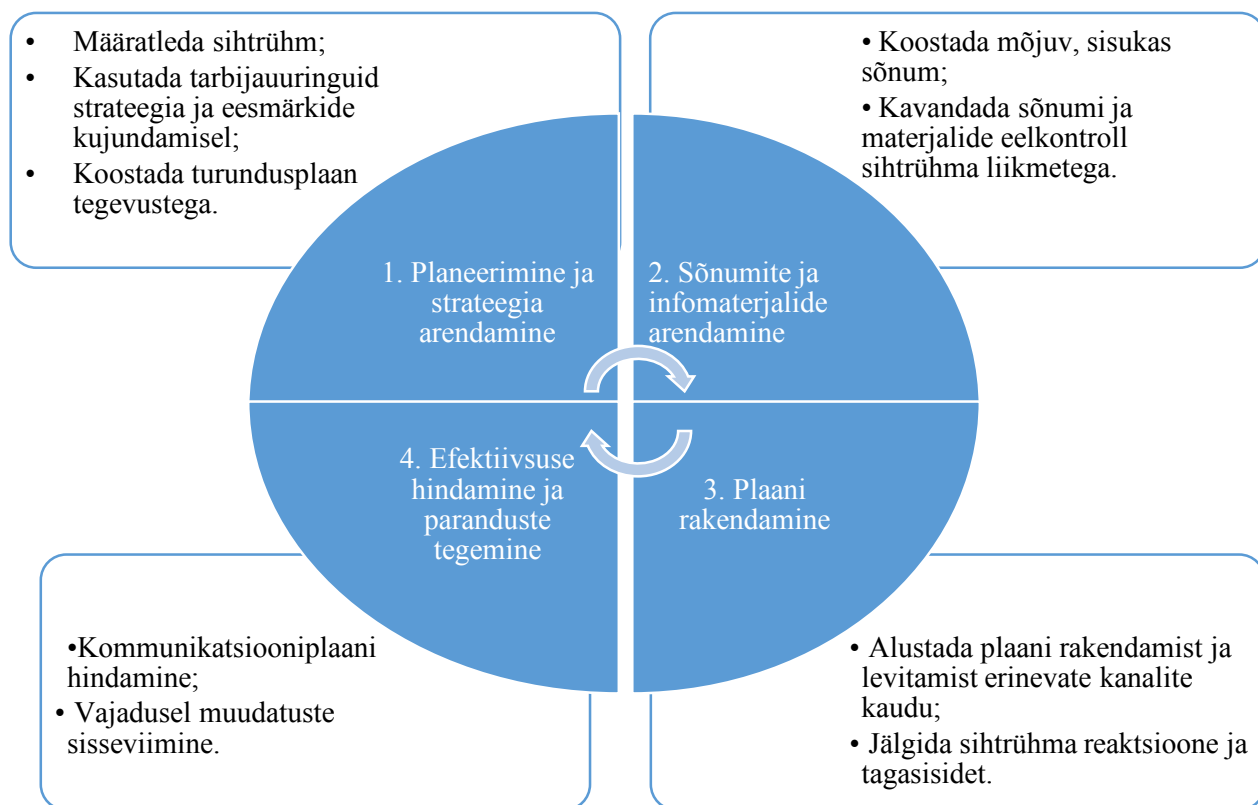 • Määratleda sihtrühm;
• Kasutada tarbijauuringuid
strateegia ja eesmärkide
kujundamisel;
• Koostada turundusplaan
tegevustega.
• Koostada mõjuv, sisukas
sõnum;
• Kavandada sõnumi ja
materjalide eelkontroll
sihtrühma liikmetega.
1. Planeerimine ja
strateegia
arendamine
2. Sõnumite ja
infomaterjalide
arendamine
4. Efektiivsuse
hindamine ja
paranduste
tegemine
3. Plaani
rakendamine
•Kommunikatsiooniplaani
hindamine;
• Vajadusel muudatuste
sisseviimine.
• Alustada plaani rakendamist ja
levitamist erinevate kanalite
kaudu;
• Jälgida sihtrühma reaktsioone ja
tagasisidet.